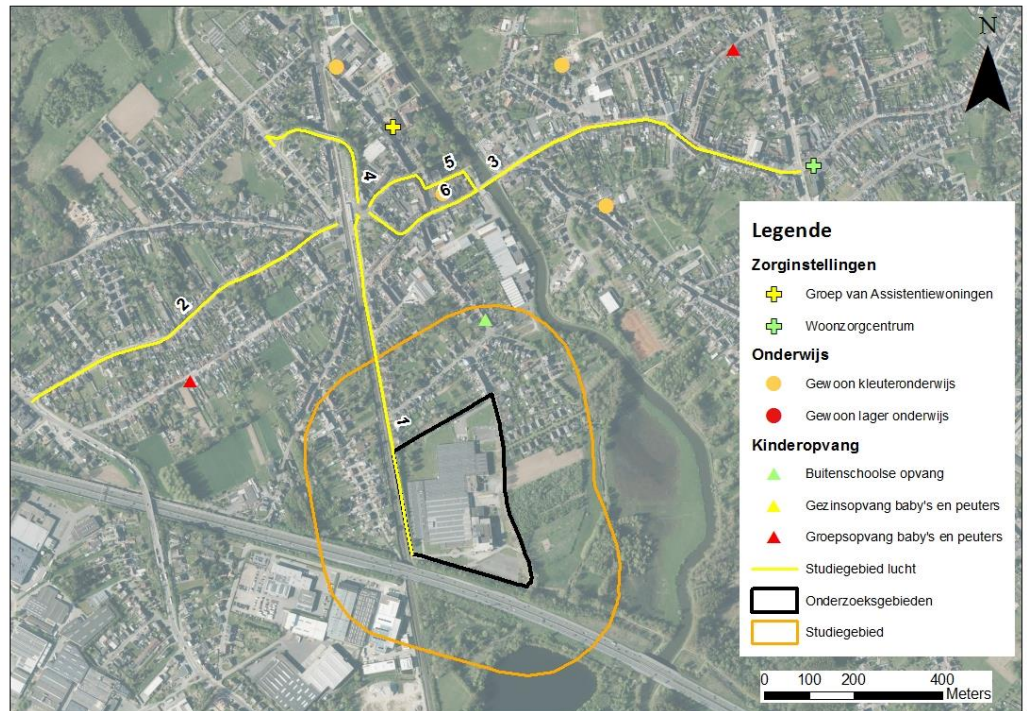 N
5
3
4
6
2
1
Legende
Zorginstellingen
Groep van Assistentiewoningen
Woonzorgcentrum
Onderwijs
Gewoon kleuteronderwijs
Gewoon lager onderwijs
Kinderopvang
Buitenschoolse opvang
Gezinsopvang baby's en peuters
Groepsopvang baby's en peuters
Studiegebied lucht
Onderzoeksgebieden
Studiegebied
0 100 200 400
Meters